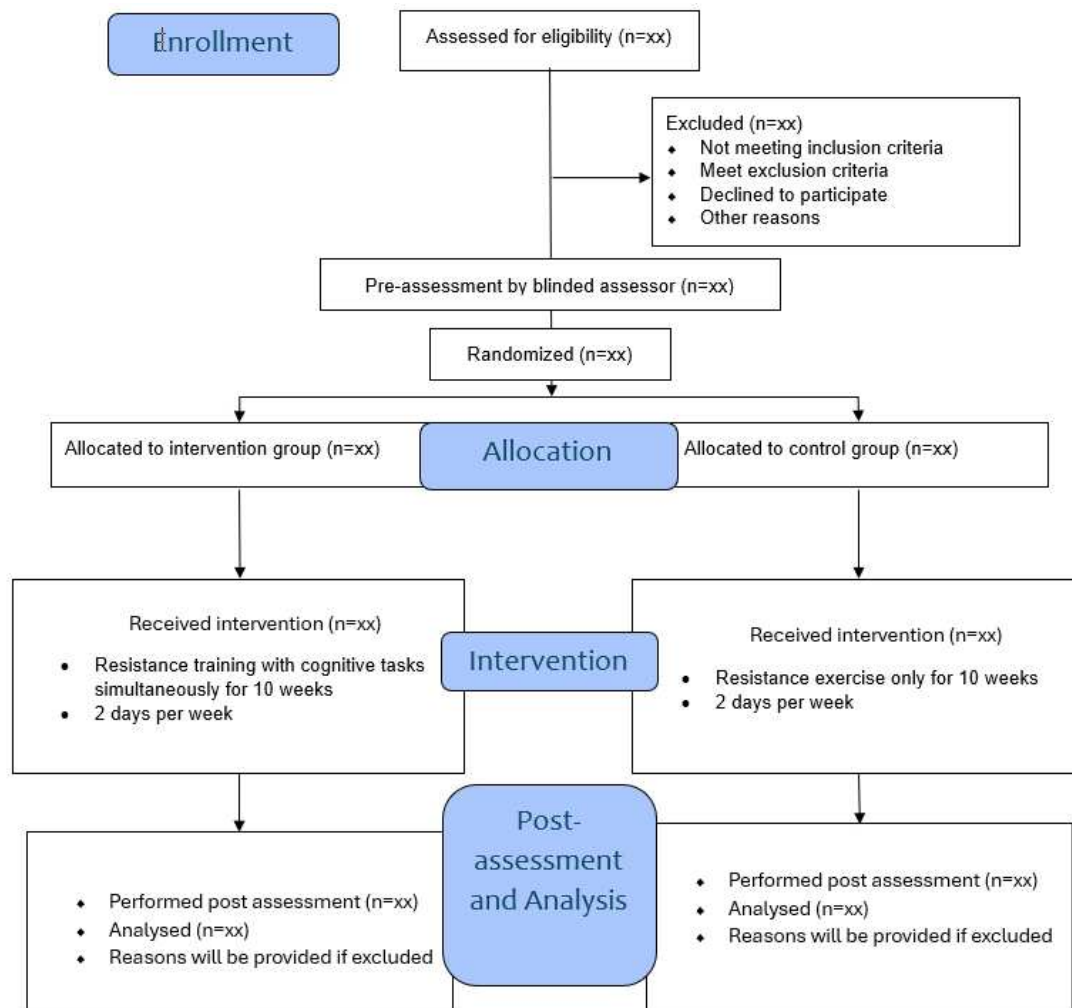 Enrollment
Assessed for eligibility (n=xx)
Excluded (n=xx)
⬥ Not meeting inclusion criteria
⬥ Meet exclusion criteria
⬥ Declined to participate
⬥ Other reasons
Pre-assessment by blinded assessor (n=xx)
Randomized (n=xx)
Allocated to intervention group (n=xx)
Allocation
Allocated to control group (n=xx)
Received intervention (n=xx)
• Resistance training with cognitive tasks
simultaneously for 10 weeks
• 2 days per week
Intervention
Received intervention (n=xx)
• Resistance exercise only for 10 weeks
• 2 days per week
⬥ Performed post assessment (n=xx)
⬥ Analysed (n=xx)
⬥ Reasons will be provided if excluded
Post-
assessment
and Analysis
⬥ Performed post assessment (n=xx)
⬥ Analysed (n=xx)
⬥ Reasons will be provided if excluded